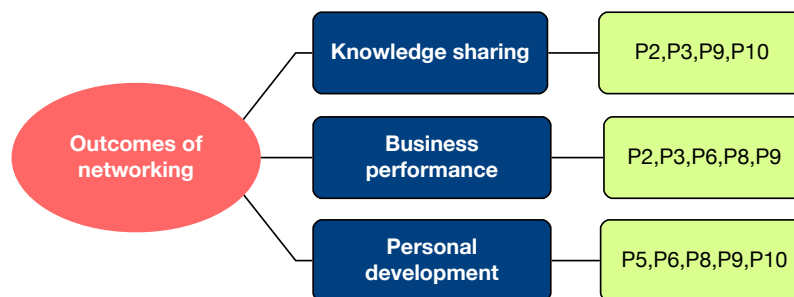 Knowledge sharing
P2,P3,P9,P10
Outcomes of
networking
Business
performance
P2,P3,P6,P8,P9
Personal
development
P5,P6,P8,P9,P10